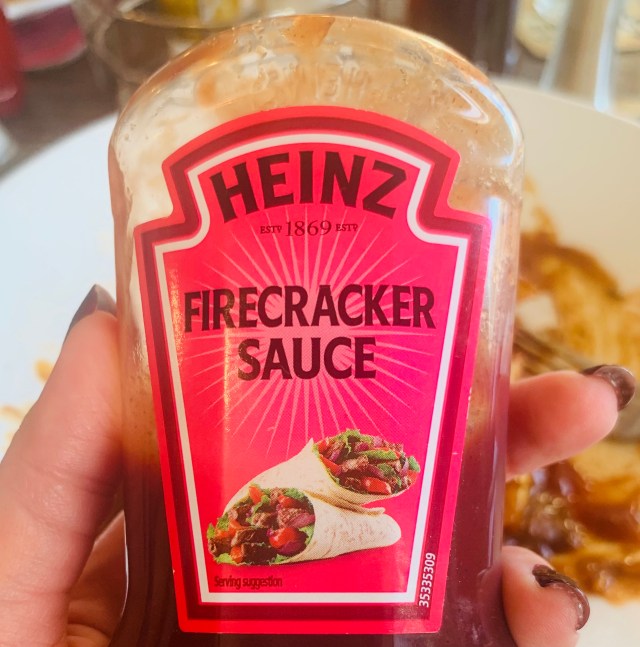 HEINZ
ESTD 1869 ESTD
FIRECRACKER
SAUCE
Serving suggestion
35335309